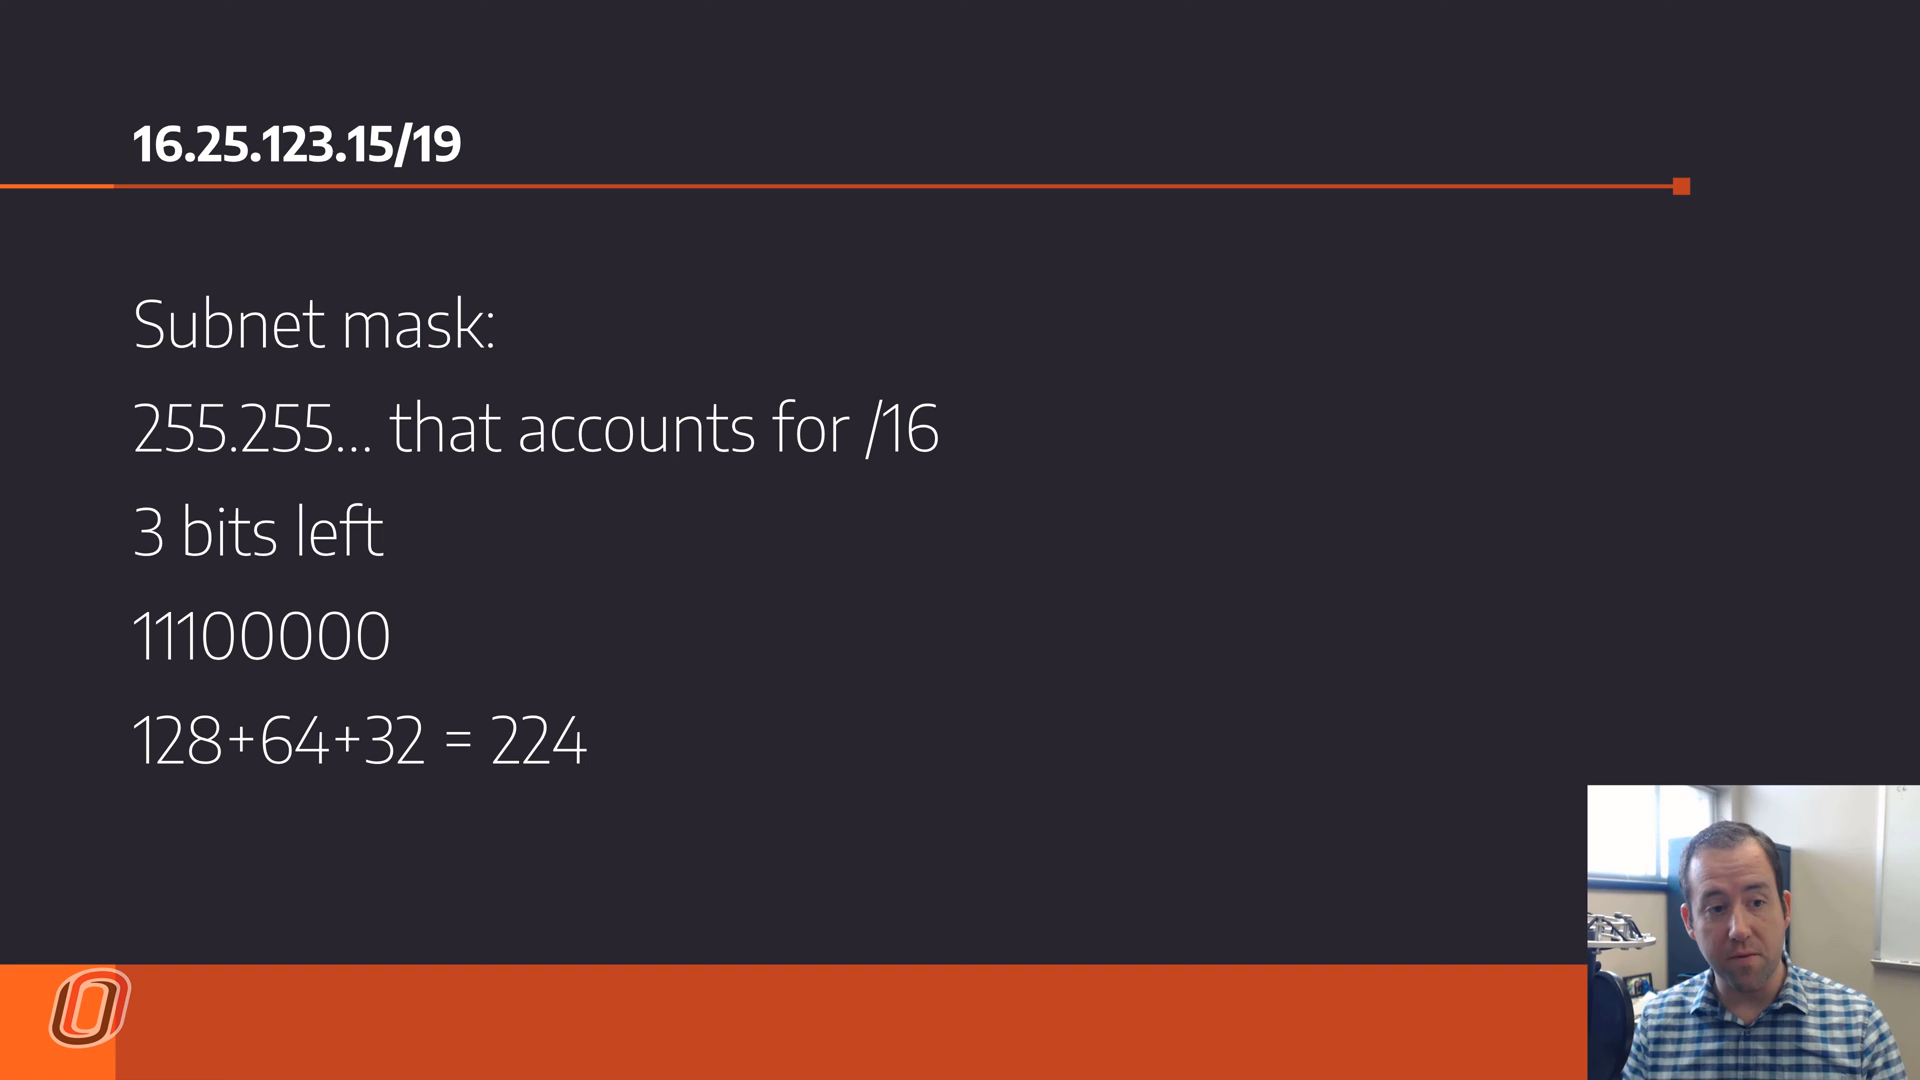 16.25.123.15/19
Subnet mask:
255.255... that accounts for /16
3 bits left
11100000
128+64+32 = 224